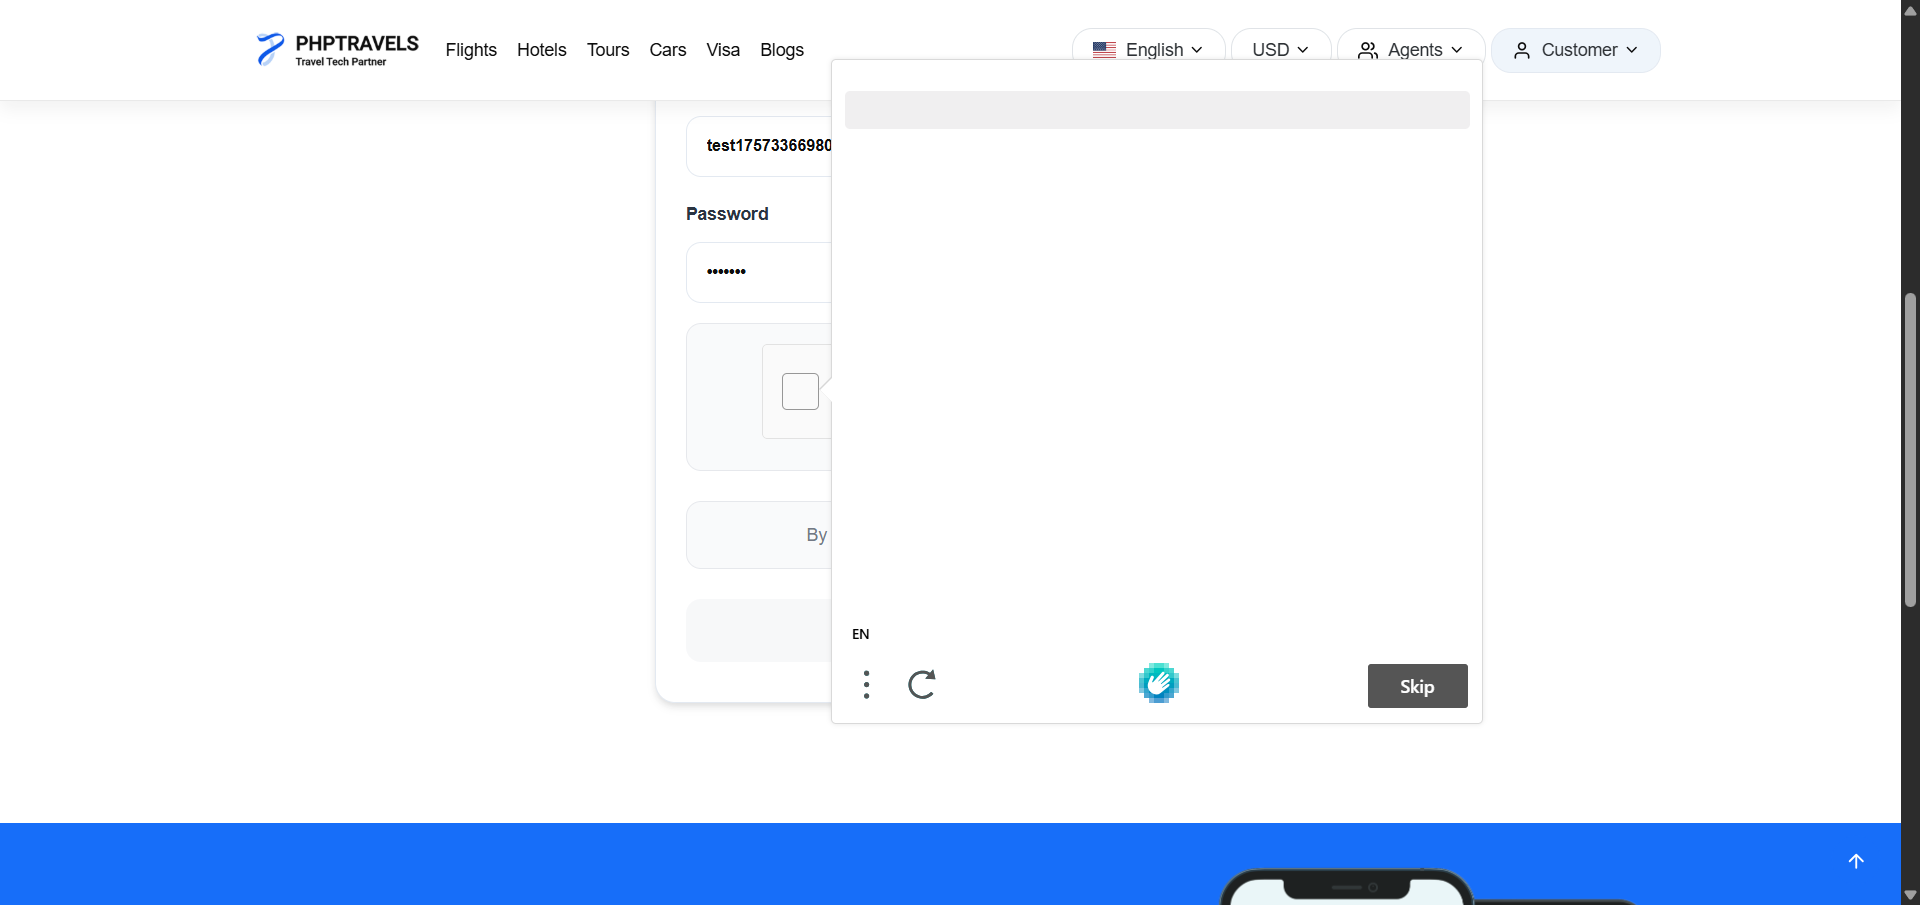 PHPTRAVELS
Travel Tech Partner
Flights Hotels Tours Cars Visa Blogs
English USD Agents Customer
test17573366980
Password
•••••••
By
EN
Skip